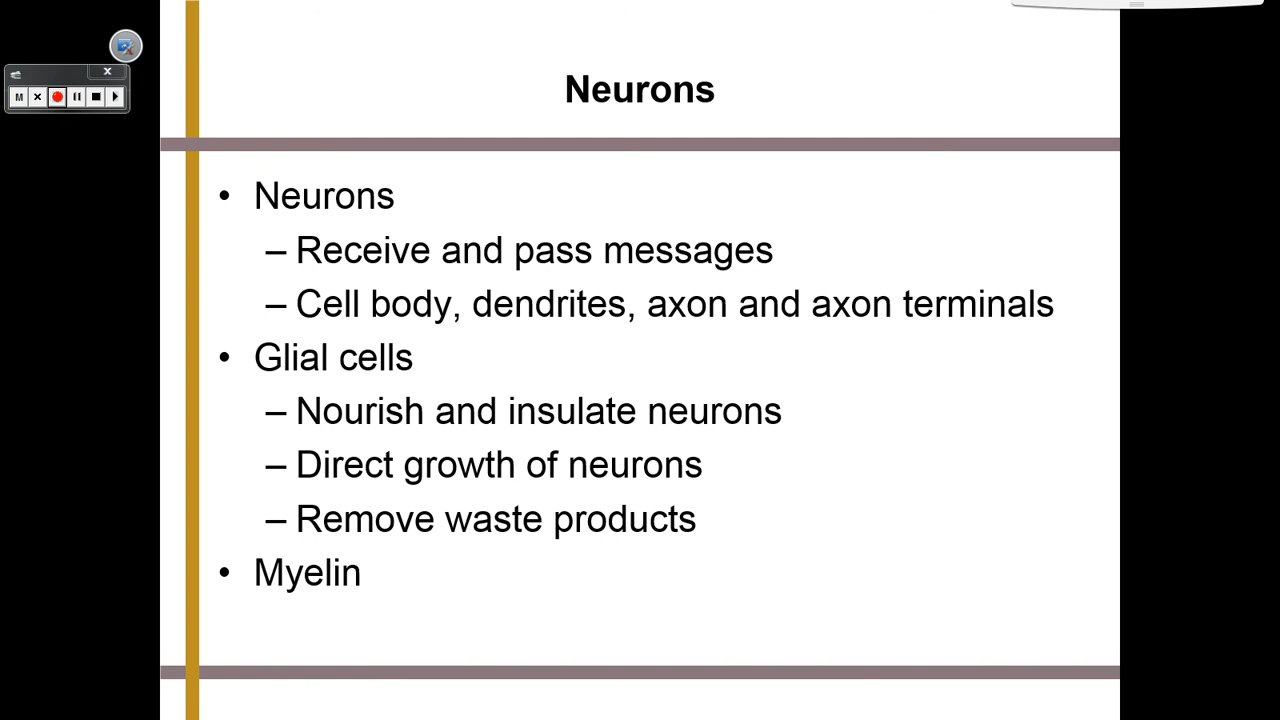 M
Neurons
• Neurons
– Receive and pass messages
– Cell body, dendrites, axon and axon terminals
• Glial cells
– Nourish and insulate neurons
– Direct growth of neurons
– Remove waste products
• Myelin